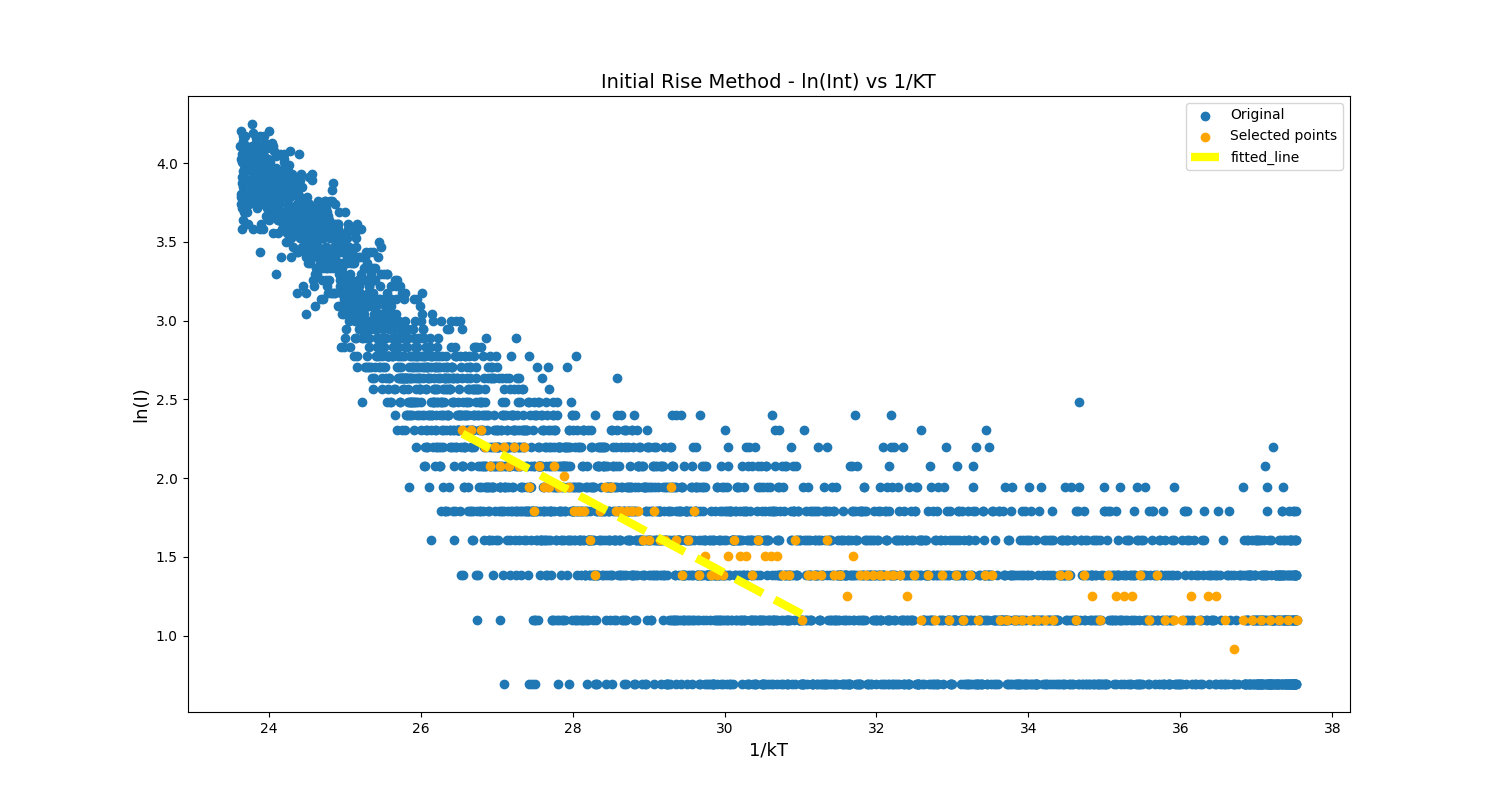 Initial Rise Method - ln(Int) vs 1/KT
Original
Selected points
fitted_line
ln(I)
4.0
3.5
3.0
2.5
2.0
1.5
1.0
24 26 28 30 32 34 36 38
1/kT